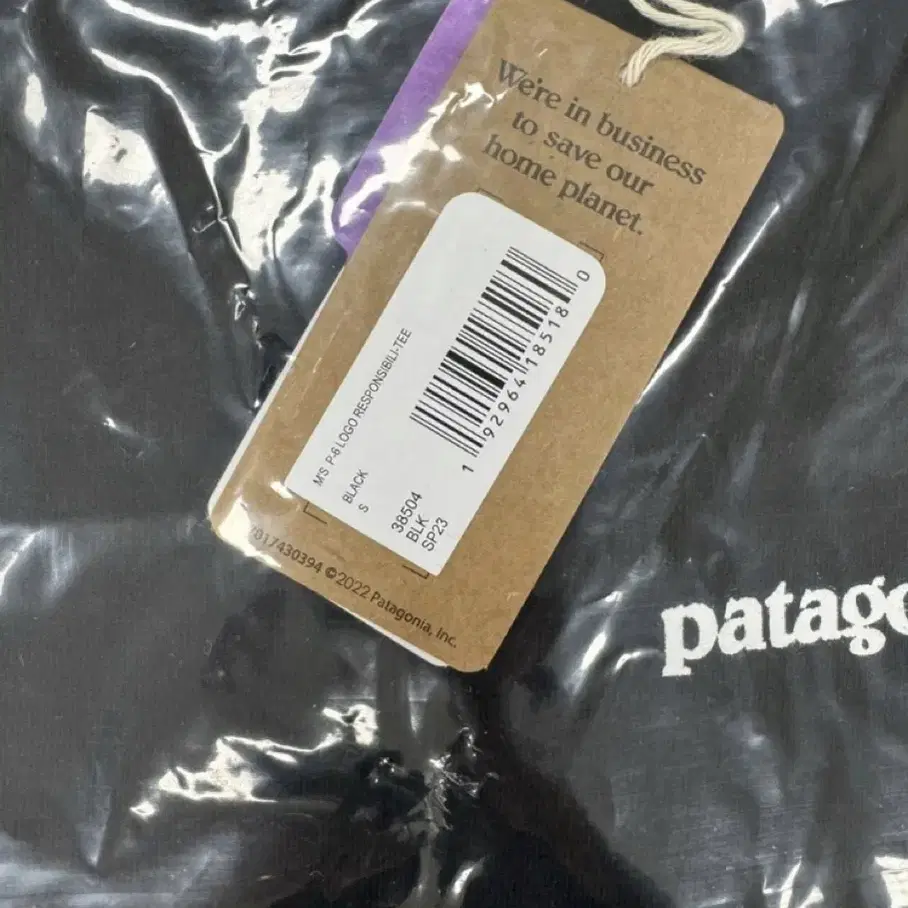 We're in business
to save our
home planet.
1 92964 18518 0
M'S P-6 LOGO RESPONSIBILI-TEE
BLACK
S
38504
BLK
SP23
7017430394 ©2022 Patagonia, Inc.
patago